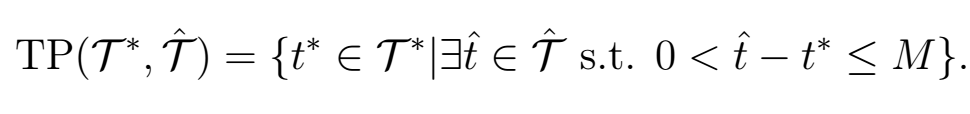 TP(𝒯*, 𝒯̂) = {t* ∈ 𝒯*|∃t̂ ∈ 𝒯̂ s.t. 0 < t̂ − t* ≤ M}.